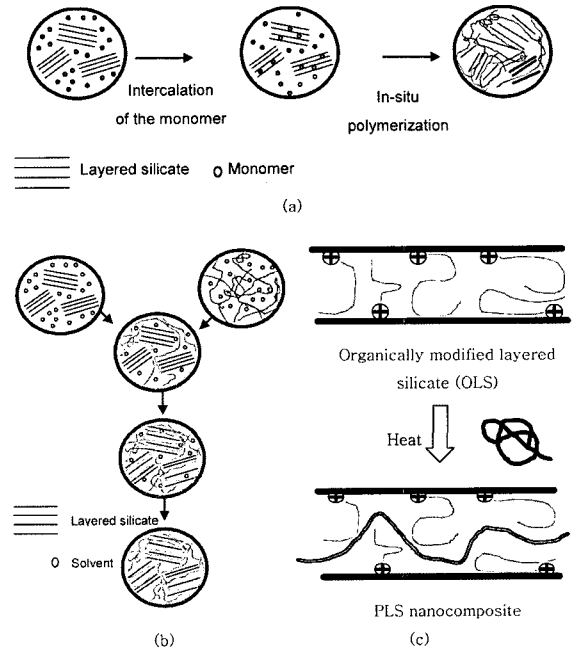 Intercalation
of the monomer
In-situ
polymerization
Layered silicate
Monomer
(a)
Organically modified layered
silicate (OLS)
Heat
Layered silicate
Solvent
PLS nanocomposite
(b)
(c)